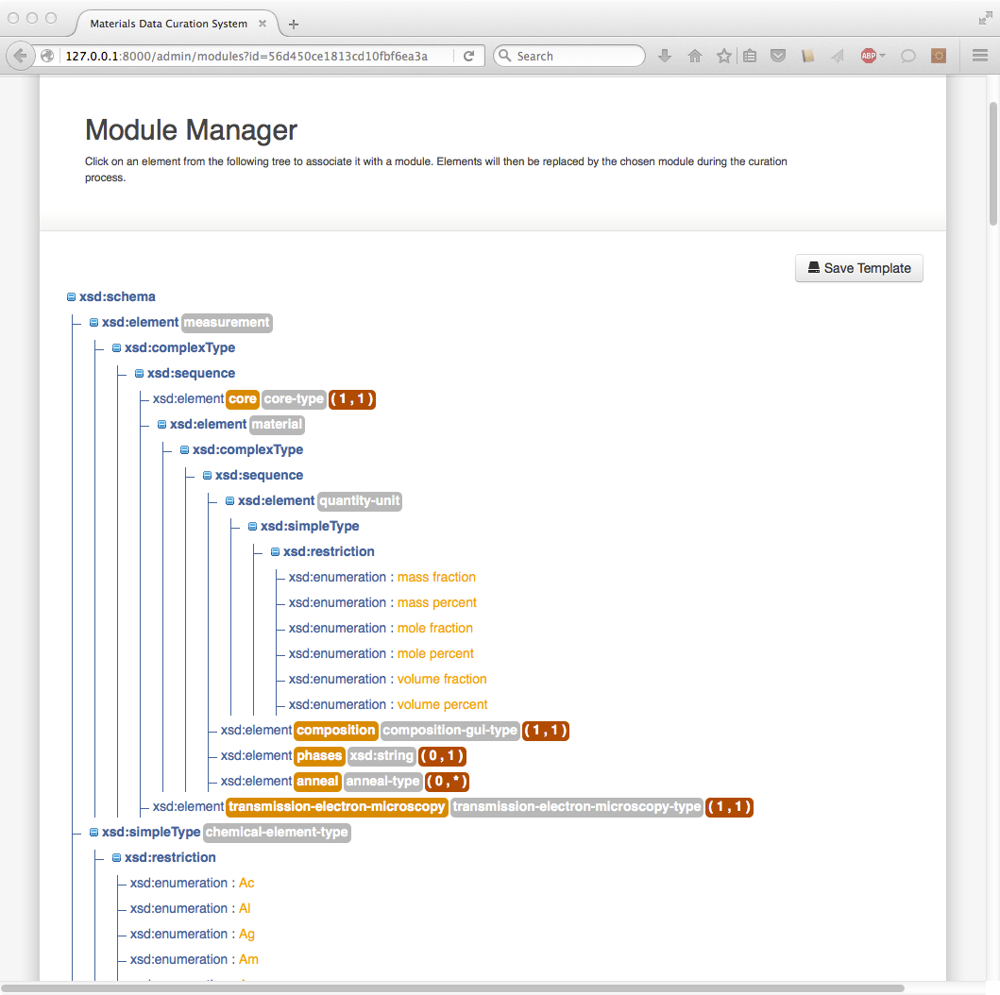 Materials Data Curation System
127.0.0.1:8000/admin/modules?id=56d450ce1813cd10fbf6ea3a
Search
ABP
Module Manager
Click on an element from the following tree to associate it with a module. Elements will then be replaced by the chosen module during the curation
process.
Save Template
xsd:schema
xsd:element measurement
xsd:complexType
xsd:sequence
xsd:element core core-type ( 1 , 1 )
xsd:element material
xsd:complexType
xsd:sequence
xsd:element quantity-unit
xsd:simpleType
xsd:restriction
xsd:enumeration : mass fraction
xsd:enumeration : mass percent
xsd:enumeration : mole fraction
xsd:enumeration : mole percent
xsd:enumeration : volume fraction
xsd:enumeration : volume percent
xsd:element composition composition-gui-type ( 1 , 1 )
xsd:element phases xsd:string ( 0 , 1 )
xsd:element anneal anneal-type ( 0 , * )
xsd:element transmission-electron-microscopy transmission-electron-microscopy-type ( 1 , 1 )
xsd:simpleType chemical-element-type
xsd:restriction
xsd:enumeration : Ac
xsd:enumeration : Al
xsd:enumeration : Ag
xsd:enumeration : Am